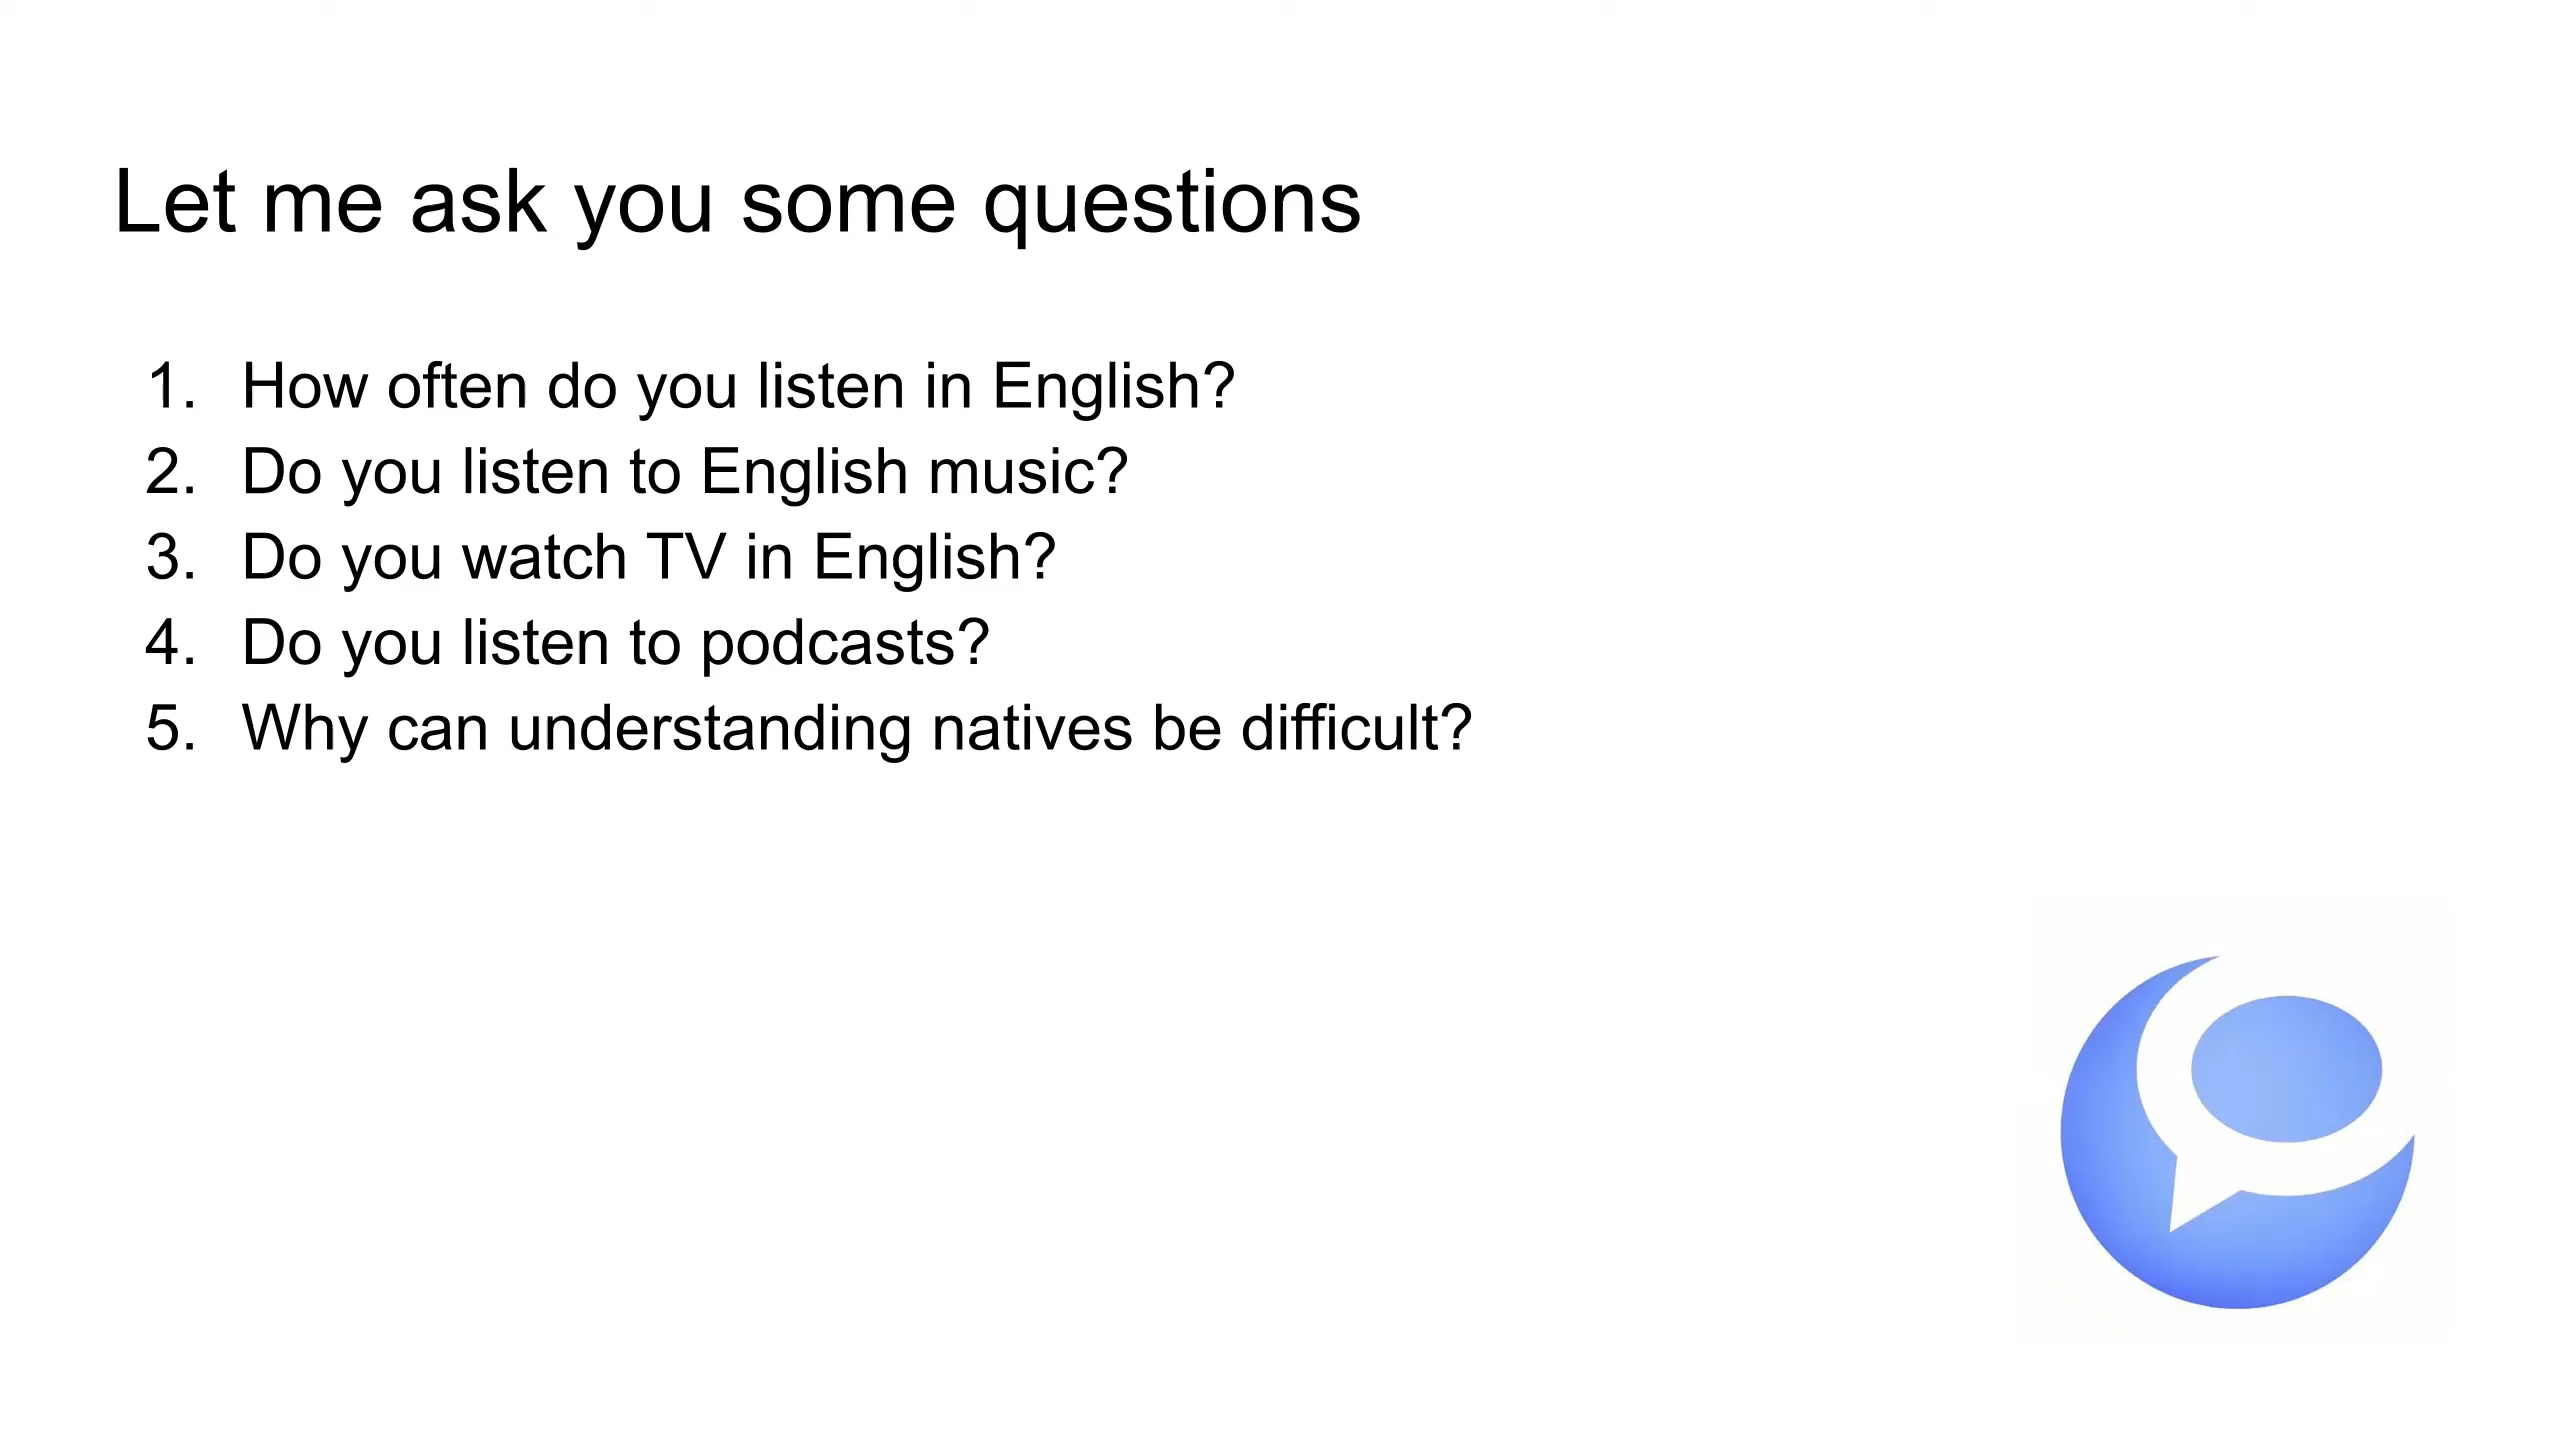 Let me ask you some questions
1. How often do you listen in English?
2. Do you listen to English music?
3. Do you watch TV in English?
4. Do you listen to podcasts?
5. Why can understanding natives be difficult?